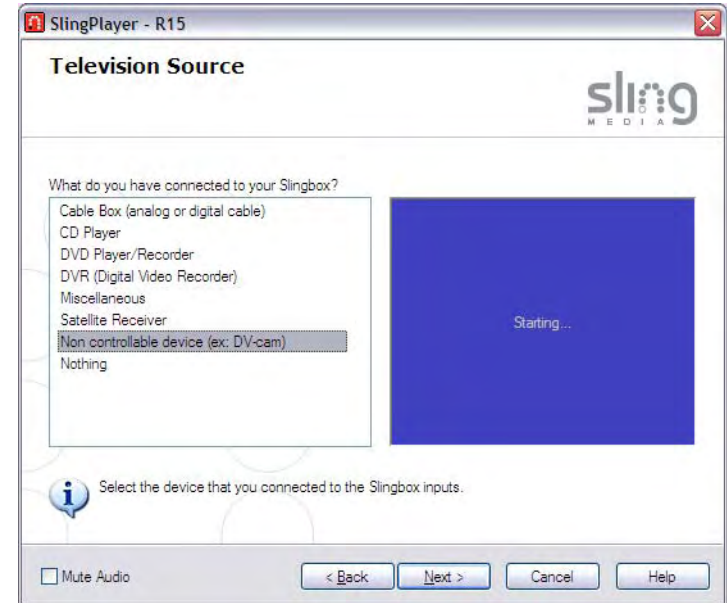 SlingPlayer - R15
Television Source
sling
MEDIA
What do you have connected to your Slingbox?
Cable Box (analog or digital cable)
CD Player
DVD Player/Recorder
DVR (Digital Video Recorder)
Miscellaneous
Satellite Receiver
Non controllable device (ex: DV-cam)
Nothing
Starting...
Select the device that you connected to the Slingbox inputs.
Mute Audio
< Back
Next >
Cancel
Help